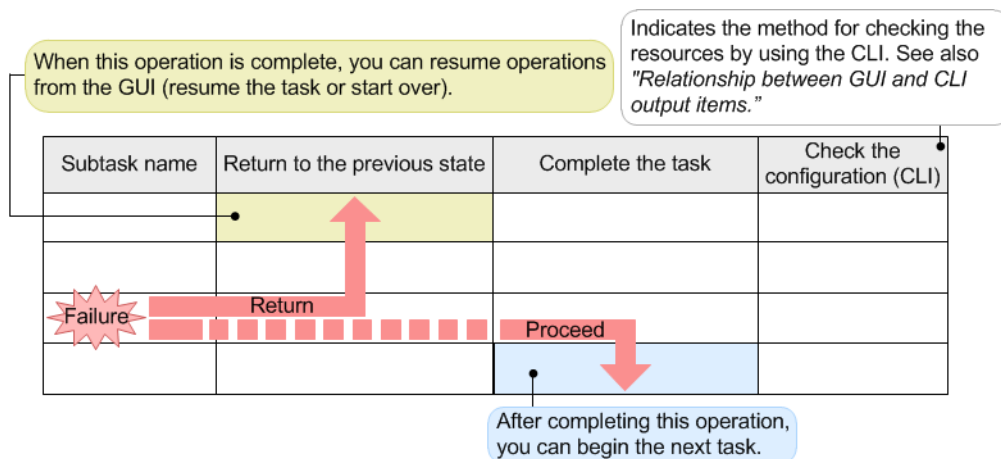 Indicates the method for checking the
resources by using the CLI. See also
"Relationship between GUI and CLI
output items.”
When this operation is complete, you can resume operations
from the GUI (resume the task or start over).
Subtask name
Return to the previous state
Complete the task
Check the
configuration (CLI)
Failure
Return
Proceed
After completing this operation,
you can begin the next task.